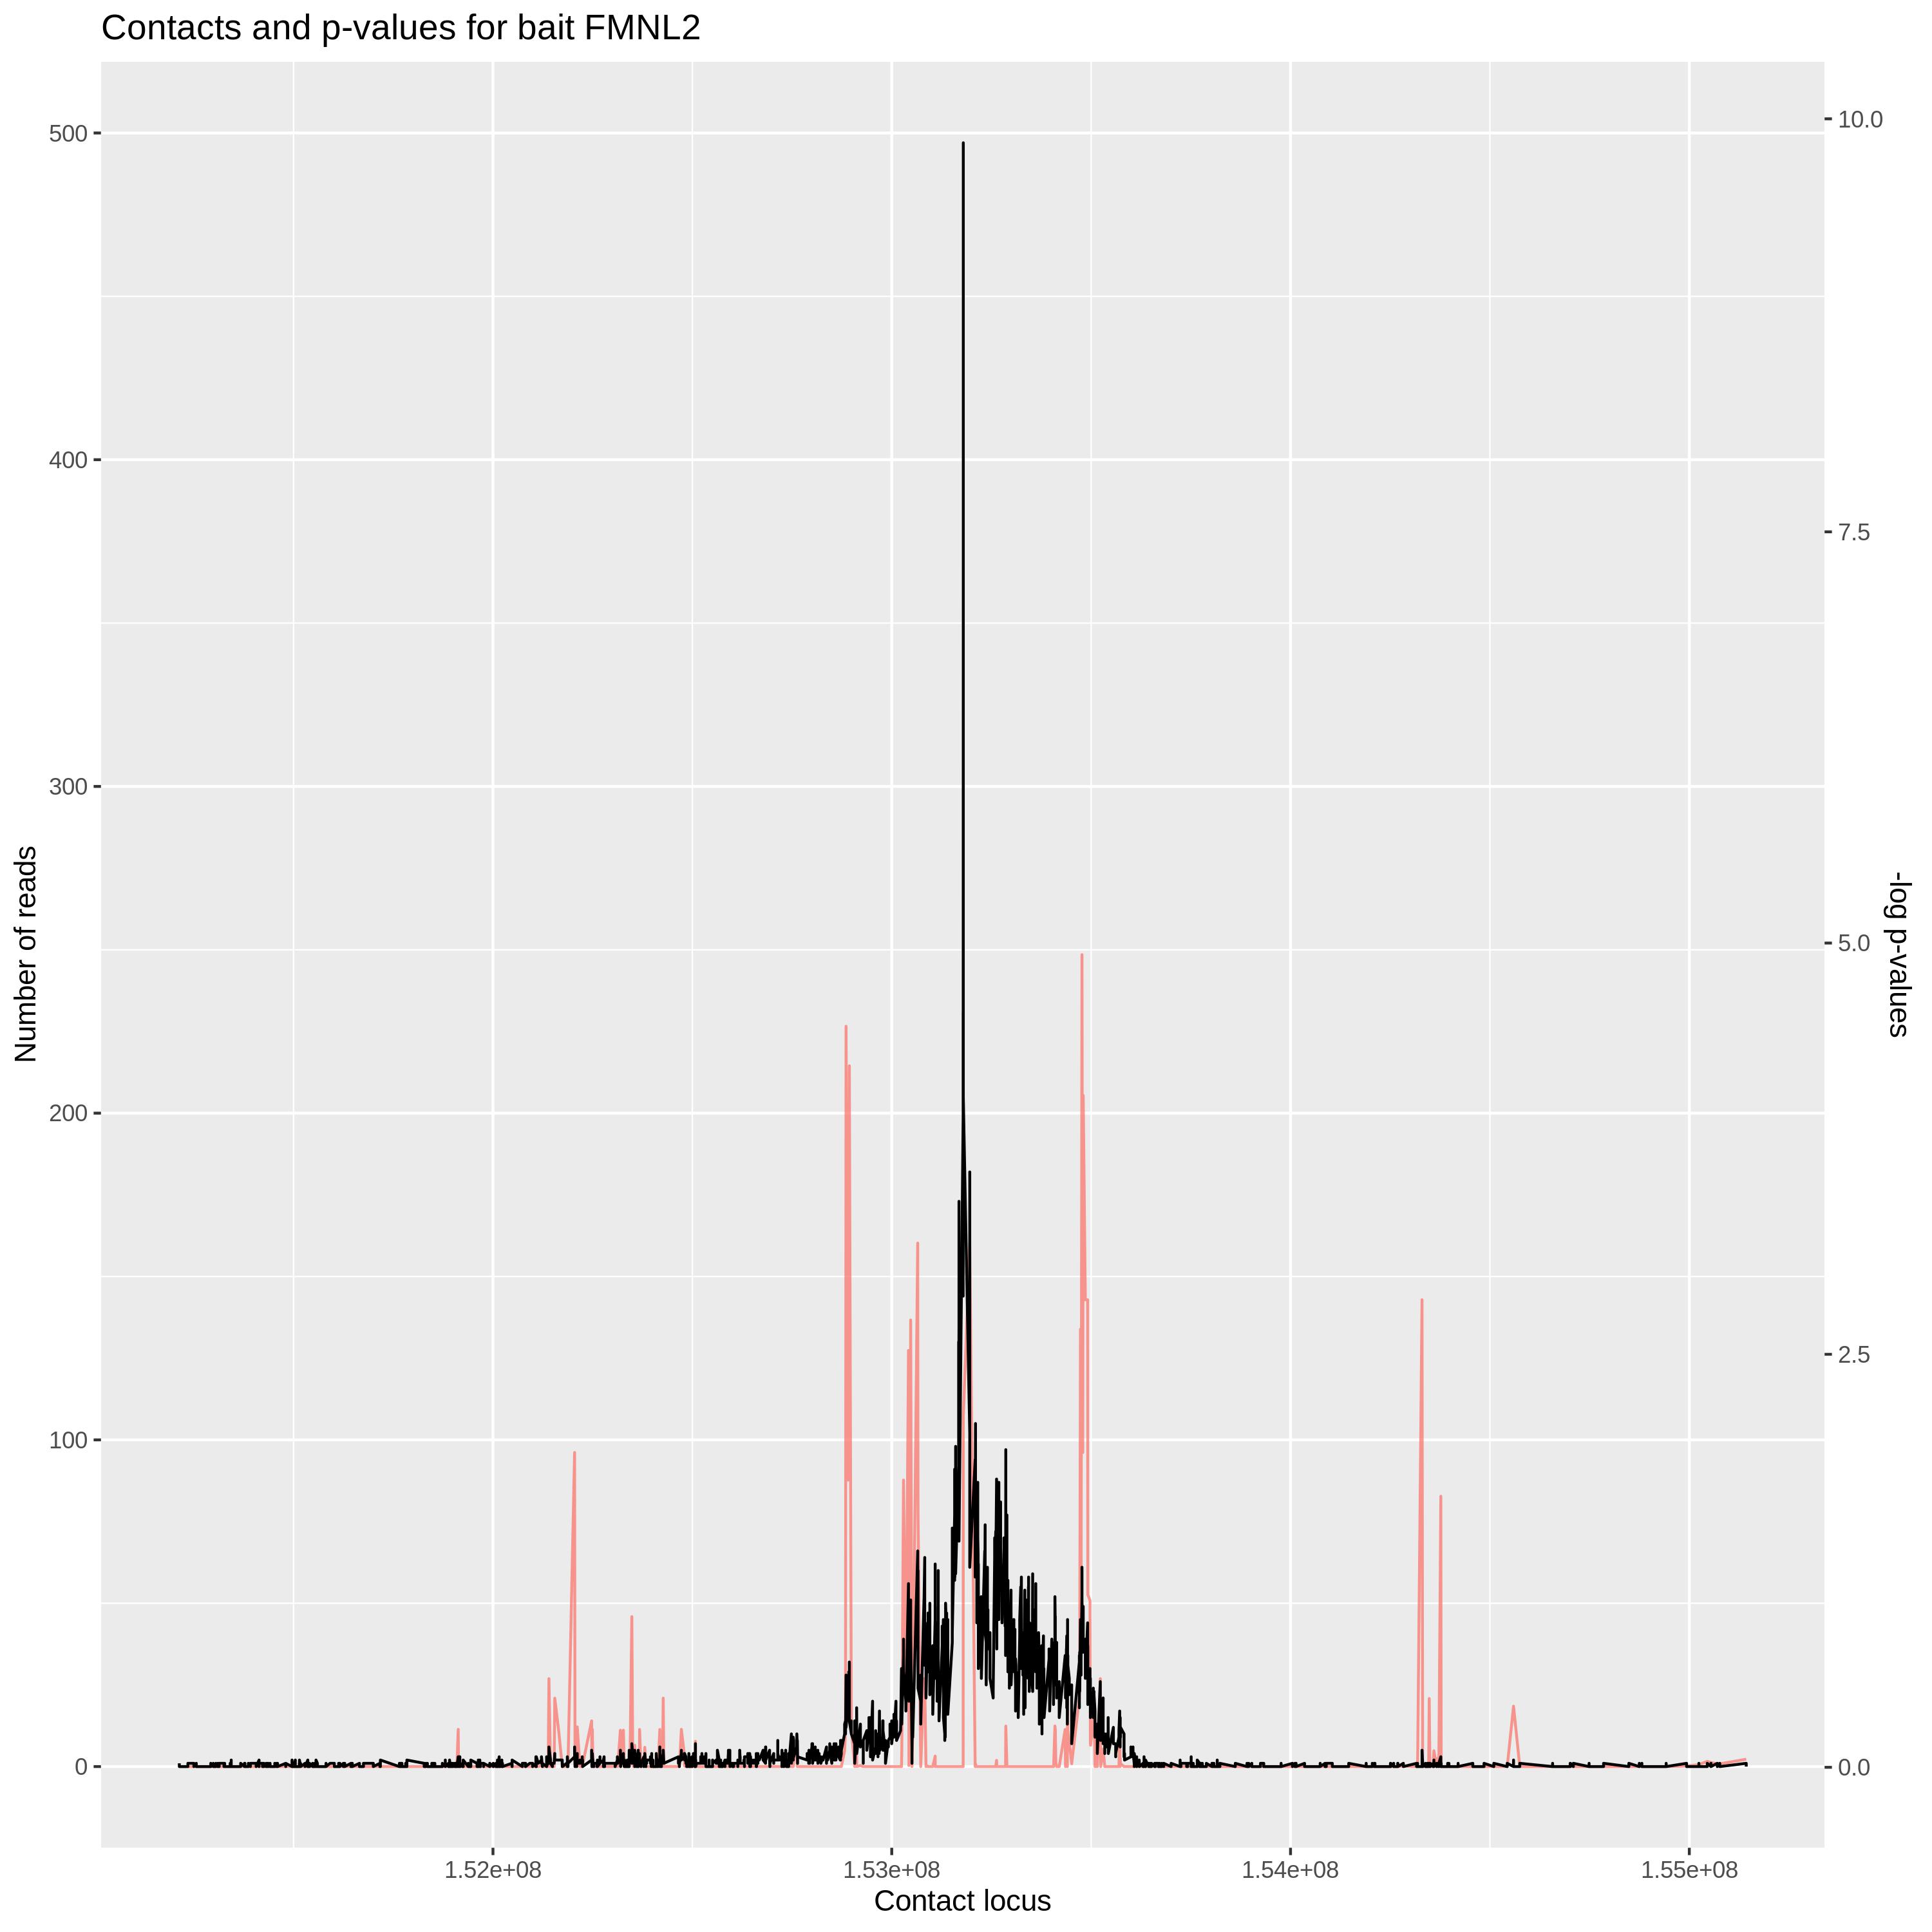 Contacts and p-values for bait FMNL2
500
400
300
200
100
0
Number of reads
10.0
7.5
5.0
2.5
0.0
-log p-values
1.52e+08
1.53e+08
1.54e+08
1.55e+08
Contact locus